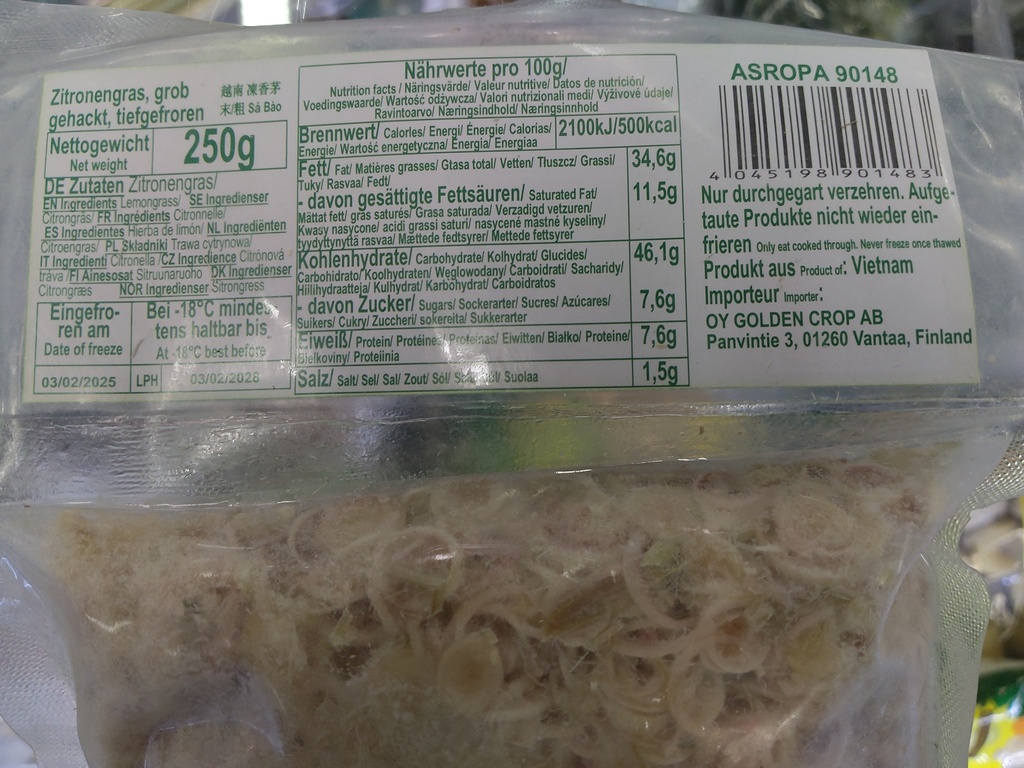 Zitronengras, grob
gehackt, tiefgefroren
越南 凍香茅
末/粗 Sả Bào
Nettogewicht
Net weight
250g
DE Zutaten Zitronengras/
EN Ingredients Lemongrass/ SE Ingredienser
Citrongräs/ FR Ingrédients Citronnelle/
ES Ingredientes Hierba de limón/ NL Ingrediënten
Citroengras/ PL Składniki Trawa cytrynowa/
IT Ingredienti Citronella /CZ Ingredience Citrónová
tráva /FI Ainesosat Sitruunaruoho DK Ingredienser
Citrongræs NOR Ingredienser Sitrongress
Eingefro-
ren am
Date of freeze
Bei -18°C mindes-
tens haltbar bis
At -18°C best before
03/02/2025
LPH
03/02/2028
Nährwerte pro 100g/
Nutrition facts / Näringsvärde/ Valeur nutritive/ Datos de nutrición/
Voedingswaarde/ Wartość odżywcza/ Valori nutrizionali medi/ Výživové údaje/
Ravintoarvo/ Næringsindhold/ Næringsinnhold
Brennwert/ Calories/ Energi/ Énergie/ Calorias/
Energie/ Wartość energetyczna/ Énergia/ Energiaa
2100kJ/500kcal
Fett/ Fat/ Matières grasses/ Gtasa total/ Vetten/ Tłuszcz/ Grassi/
Tuky/ Rasvaa/ Fedt/
34,6g
- davon gesättigte Fettsäuren/ Saturated Fat/
Mättat fett/ gras saturés/ Grasa saturada/ Verzadigd vetzuren/
Kwasy nasycone/ acidi grassi saturi/ nasycené mastné kyseliny/
tyydyttynyttä rasvaa/ Mættede fedtsyrer/ Mettede fettsyrer
11,5g
Kohlenhydrate/ Carbohydrate/ Kolhydrat/ Glucides/
Carbohidrato/ Koolhydraten/ Węglowodany/ Carboidrati/ Sacharidy/
Hiilihydraatteja/ Kulhydrat/ Karbohydrat/ Carboidratos
46,1g
- davon Zucker/ Sugars/ Sockerarter/ Sucres/ Azúcares/
Suikers/ Cukry/ Zuccheri/ sokereita/ Sukkerarter
7,6g
Eiweiß/ Protein/ Protéines/ Proteinas/ Eiwitten/ Białko/ Proteine/
Bielkoviny/ Proteiinia
7,6g
Salz/ Salt/ Sel/ Sal/ Zout/ Sól/ Suolaa
1,5g
ASROPA 90148
4 045198 901483
Nur durchgegart verzehren. Aufge-
taute Produkte nicht wieder ein-
frieren Only eat cooked through. Never freeze once thawed
Produkt aus Product of: Vietnam
Importeur Importer:
OY GOLDEN CROP AB
Panvintie 3, 01260 Vantaa, Finland